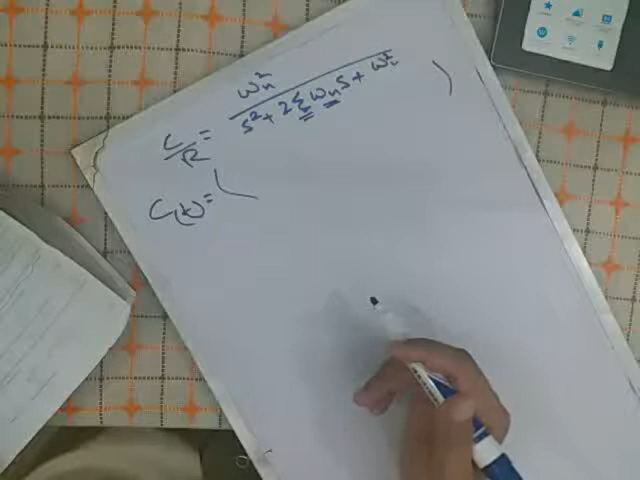 C/R = ωn² / (s² + 2ξωns + ωn²)
C(t) = ( )